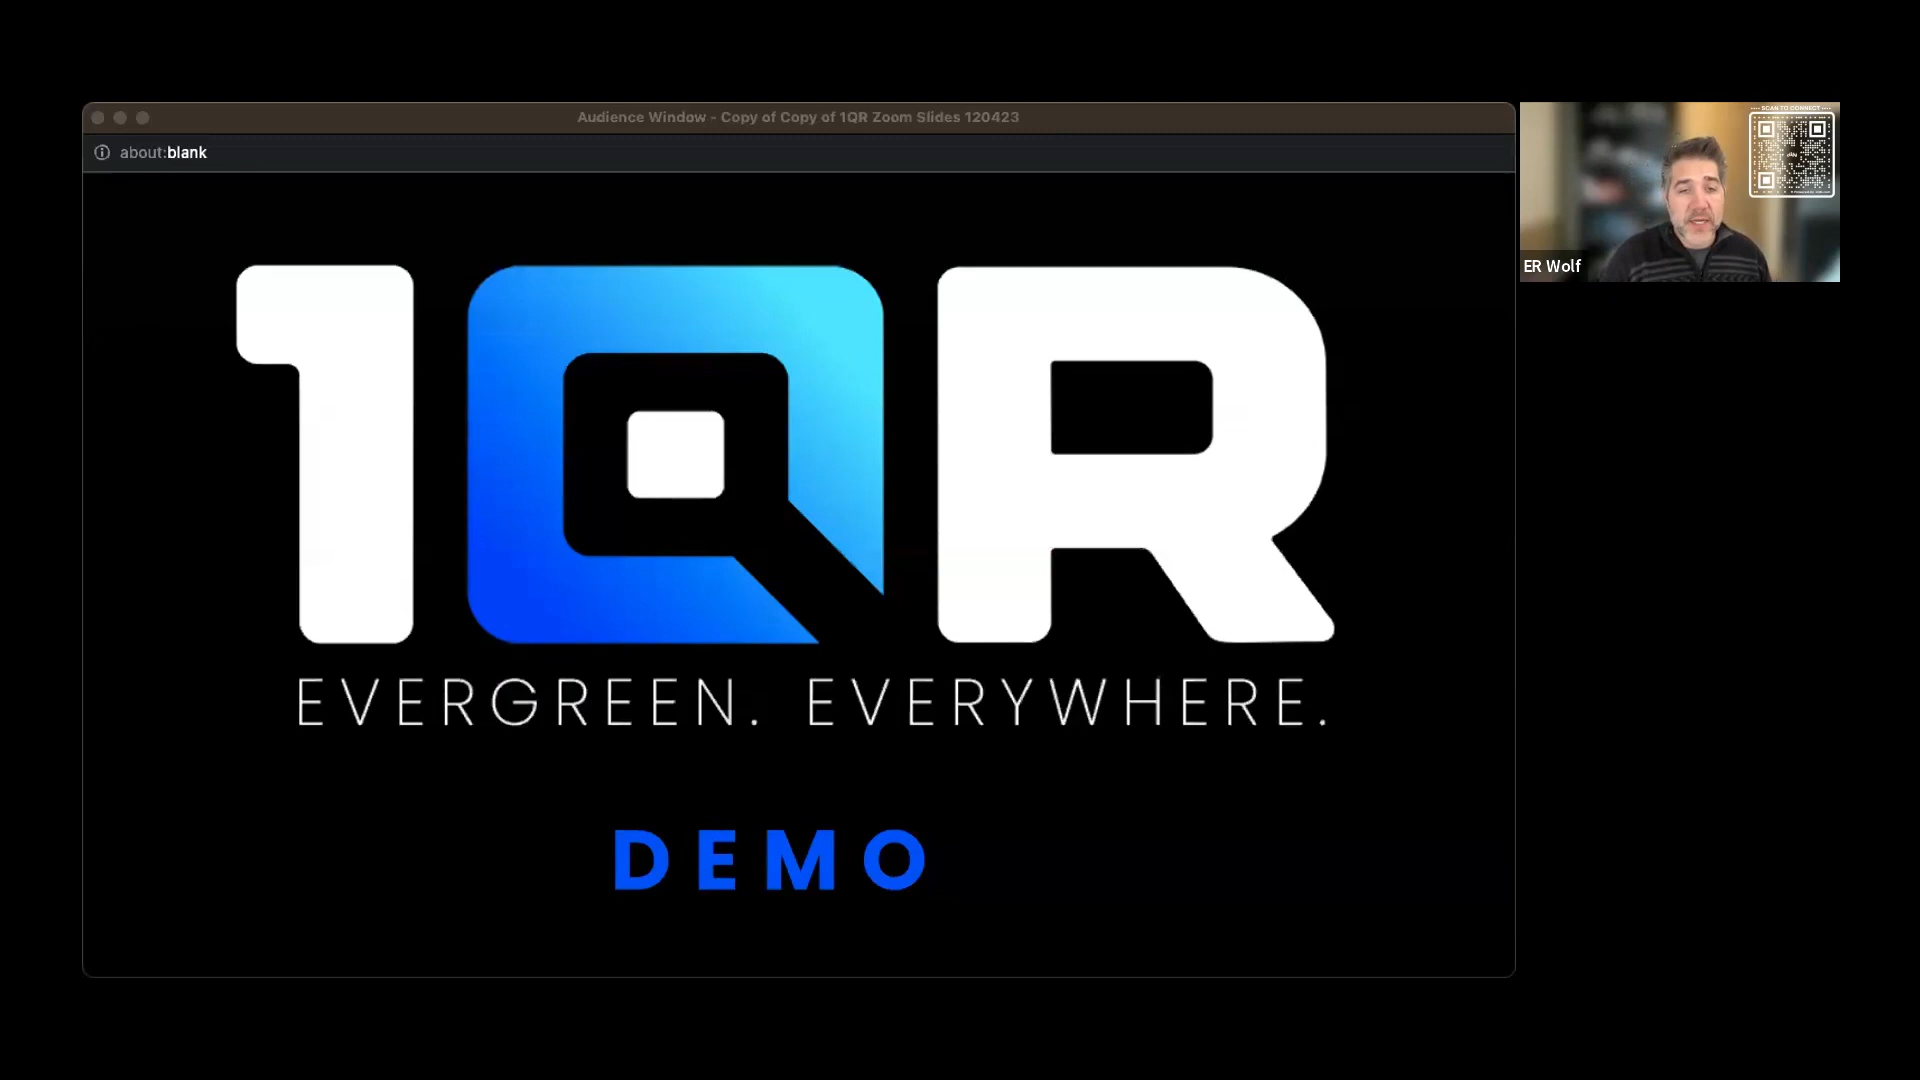 Audience Window - Copy of Copy of 1QR Zoom Slides 120423
about:blank
1QR
EVERGREEN. EVERYWHERE.
DEMO
SCAN TO CONNECT
ER Wolf